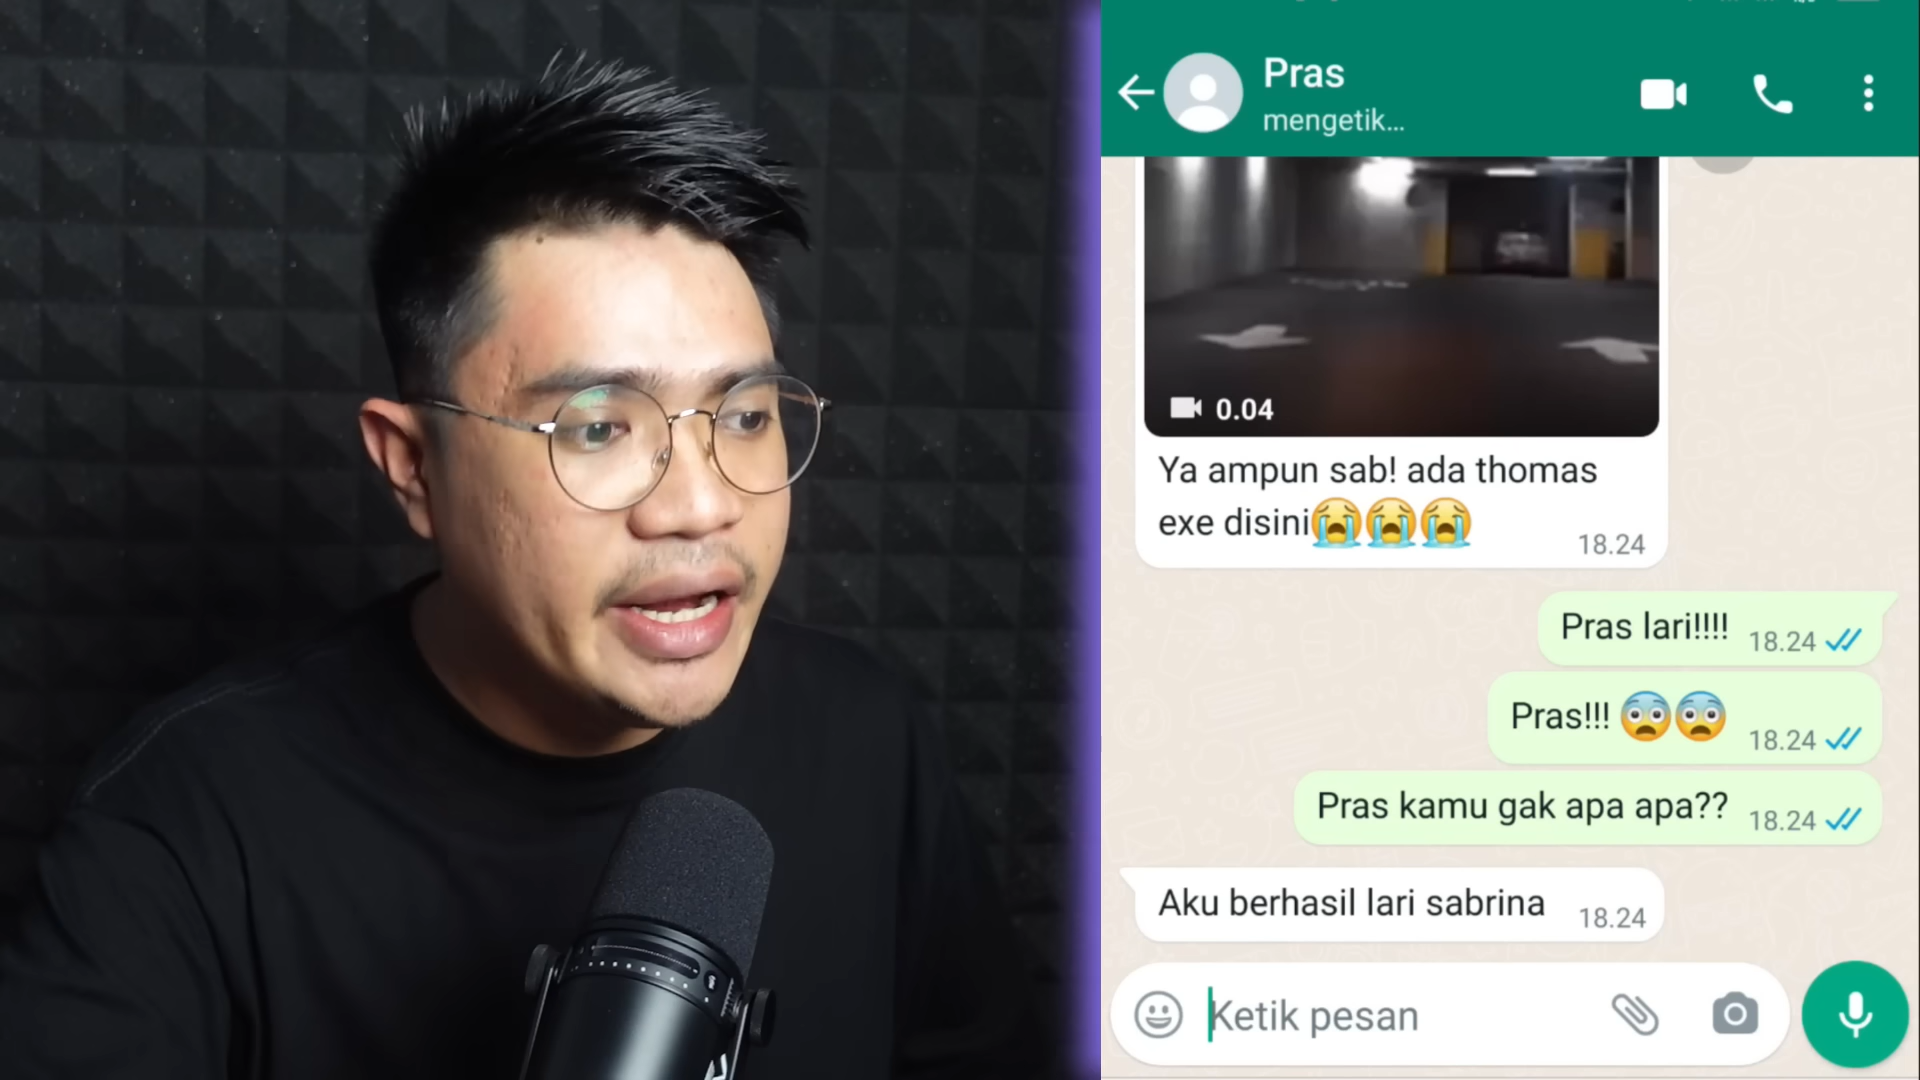 Pras
mengetik...
0.04
Ya ampun sab! ada thomas
exe disini😭😭😭
18.24
Pras lari!!!! 18.24
Pras!!! 😨😨 18.24
Pras kamu gak apa apa?? 18.24
Aku berhasil lari sabrina 18.24
Ketik pesan